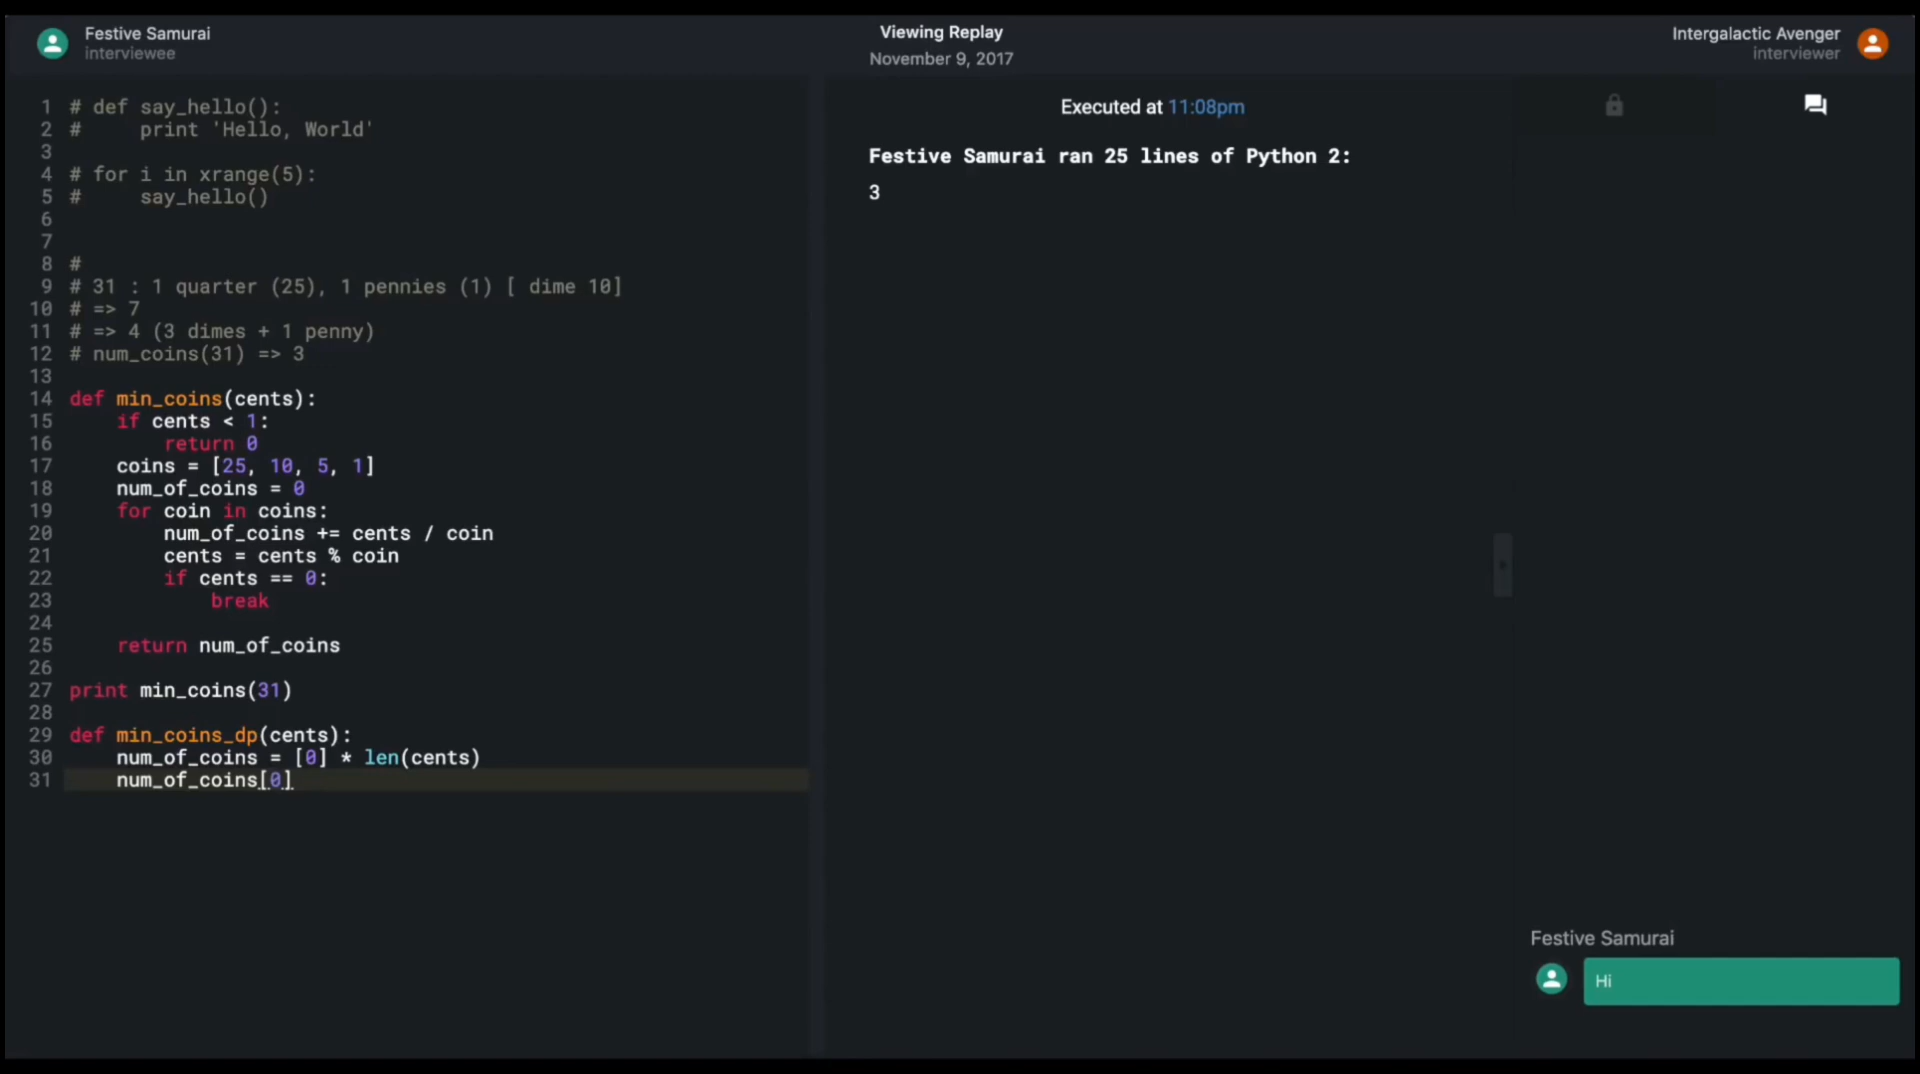 Festive Samurai
interviewee
Viewing Replay
November 9, 2017
Intergalactic Avenger
interviewer
1 # def say_hello():
2 #     print 'Hello, World'
3
4 # for i in xrange(5):
5 #     say_hello()
6
7
8 #
9 # 31 : 1 quarter (25), 1 pennies (1) [ dime 10]
10 # => 7
11 # => 4 (3 dimes + 1 penny)
12 # num_coins(31) => 3
13
14 def min_coins(cents):
15     if cents < 1:
16         return 0
17     coins = [25, 10, 5, 1]
18     num_of_coins = 0
19     for coin in coins:
20         num_of_coins += cents / coin
21         cents = cents % coin
22         if cents == 0:
23             break
24
25     return num_of_coins
26
27 print min_coins(31)
28
29 def min_coins_dp(cents):
30     num_of_coins = [0] * len(cents)
31     num_of_coins[0]
Executed at 11:08pm
Festive Samurai ran 25 lines of Python 2:
3
Festive Samurai
Hi